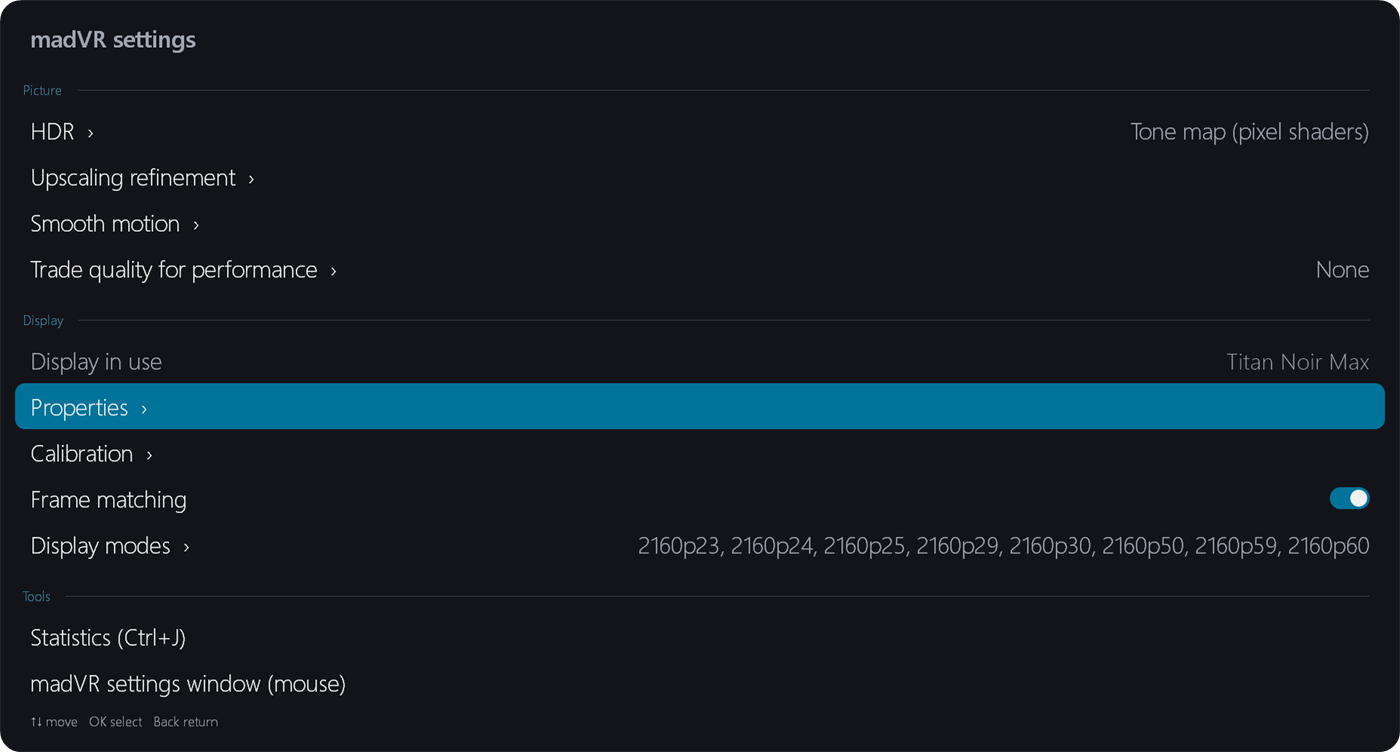 madVR settings
Picture
HDR › Tone map (pixel shaders)
Upscaling refinement ›
Smooth motion ›
Trade quality for performance › None
Display
Display in use Titan Noir Max
Properties ›
Calibration ›
Frame matching
Display modes › 2160p23, 2160p24, 2160p25, 2160p29, 2160p30, 2160p50, 2160p59, 2160p60
Tools
Statistics (Ctrl+J)
madVR settings window (mouse)
↑↓ move OK select Back return